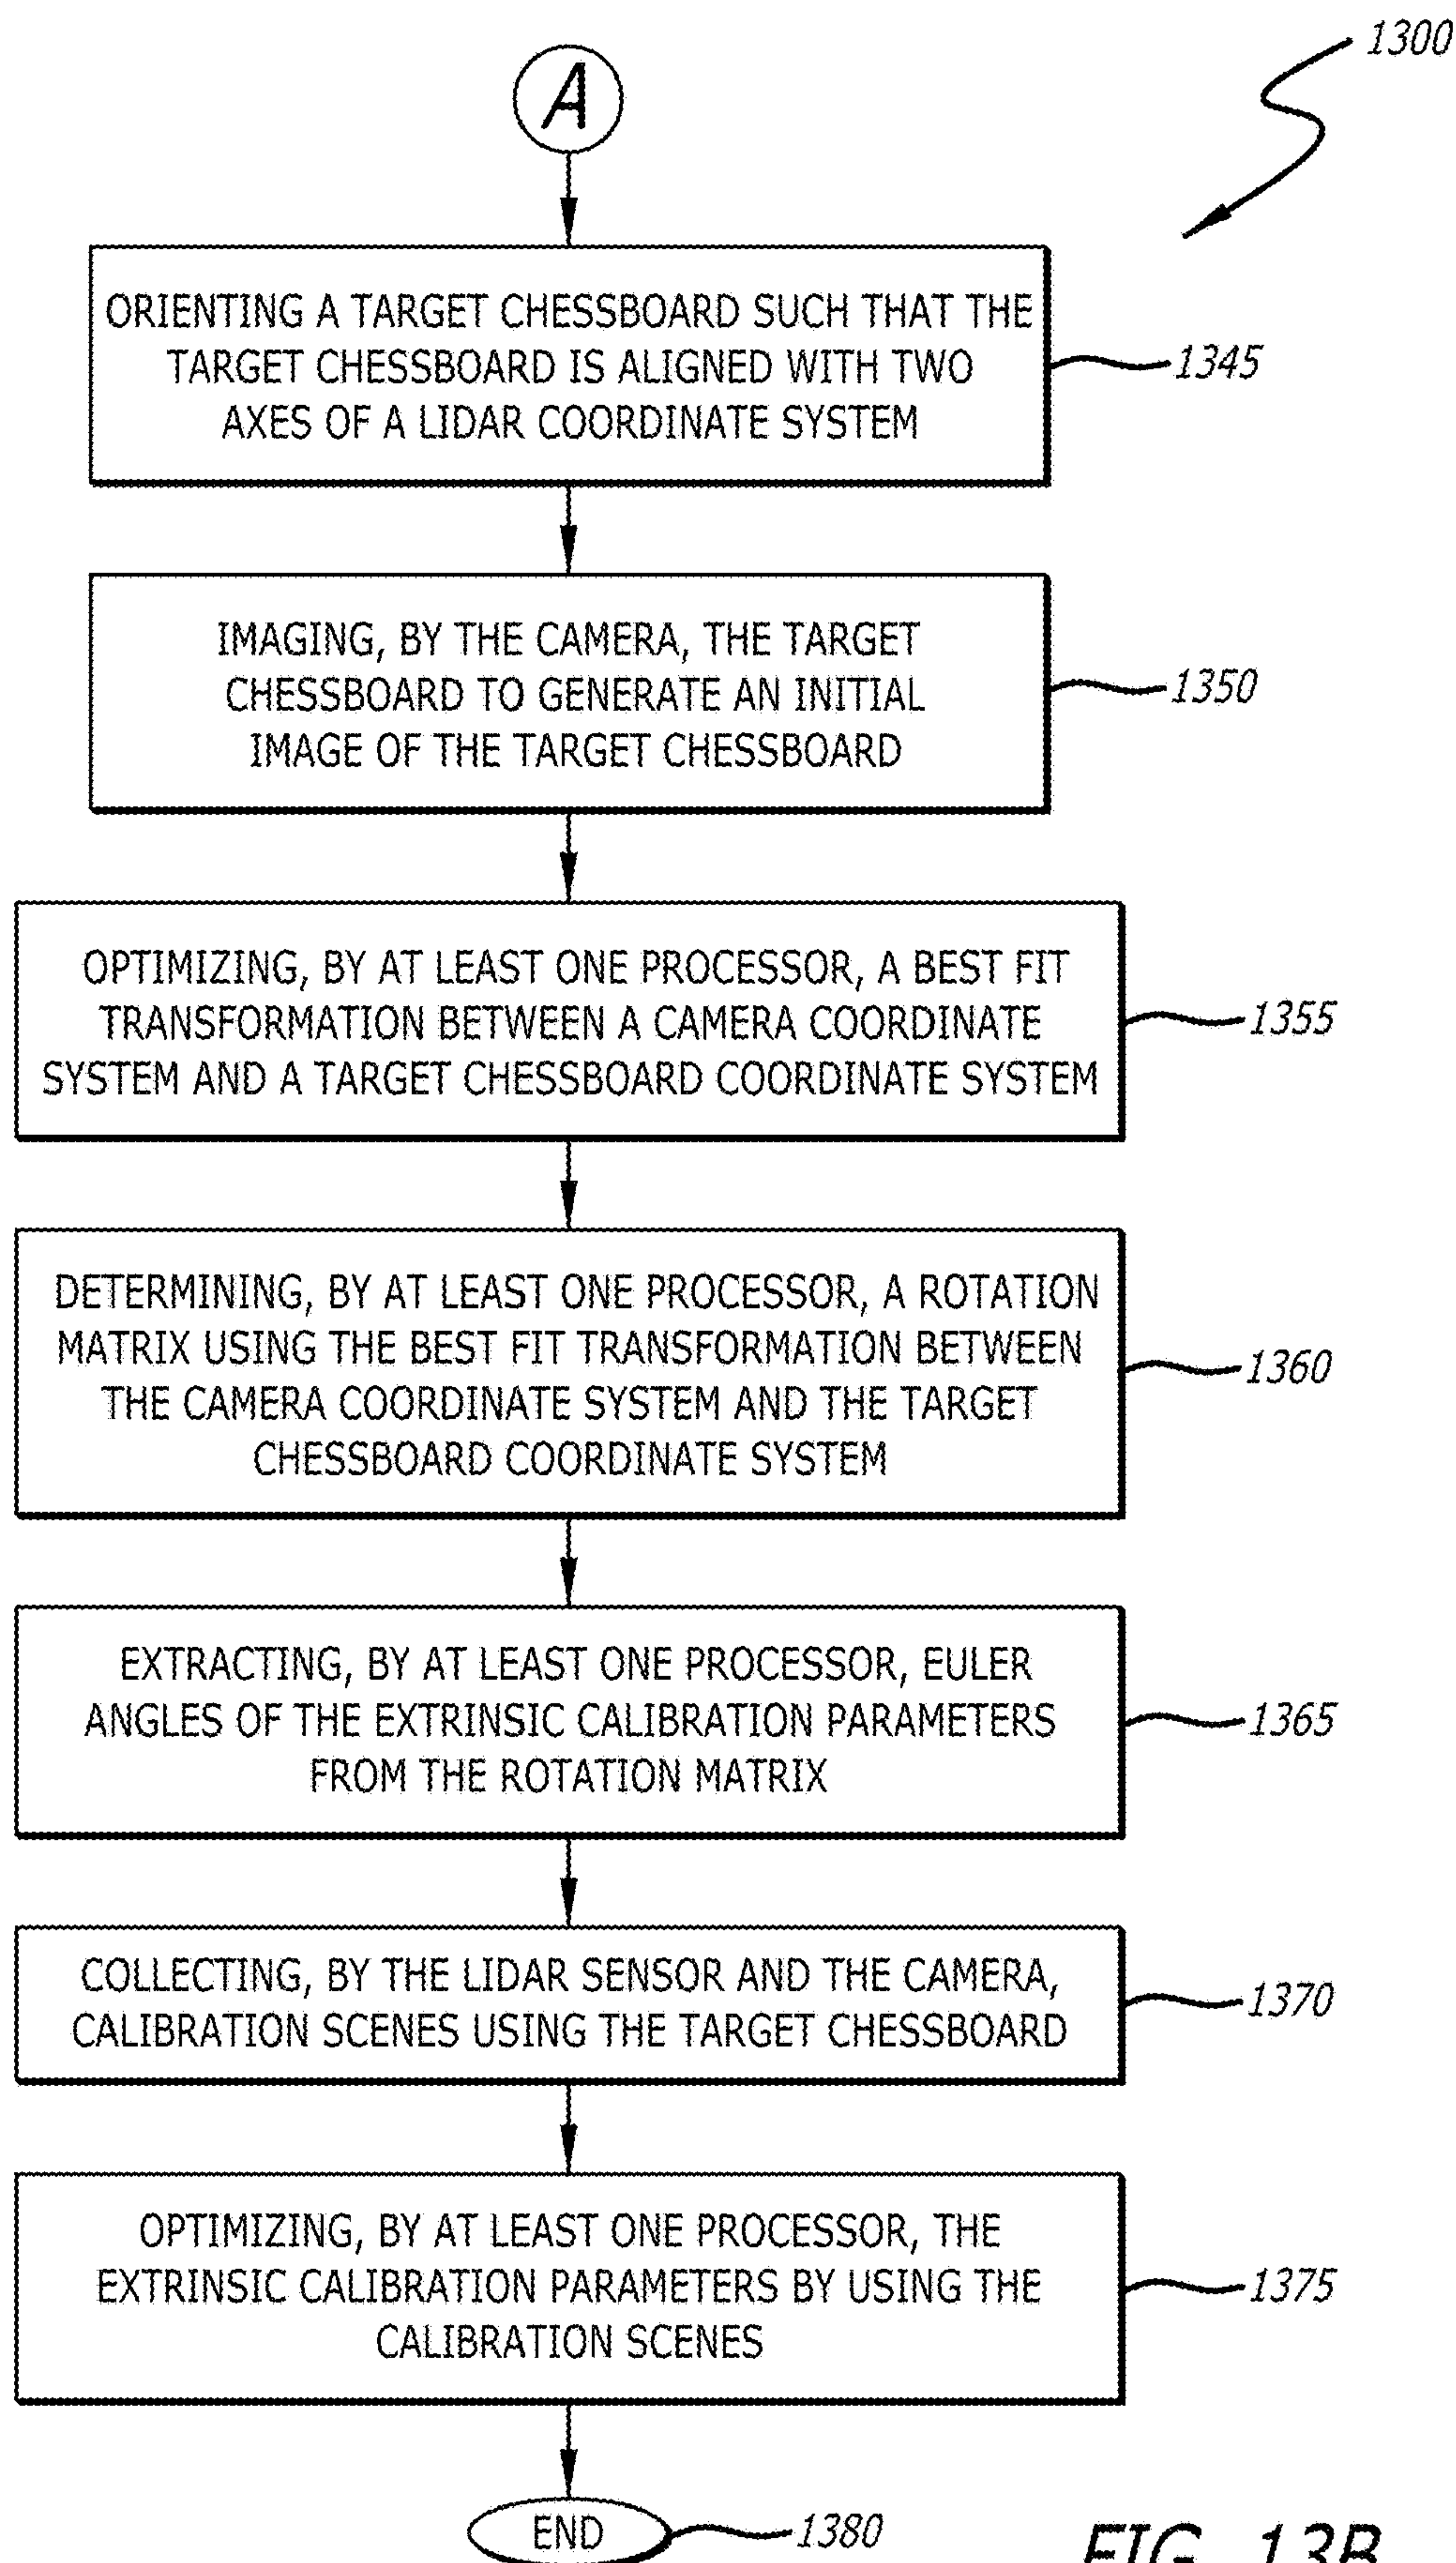 1300
A
ORIENTING A TARGET CHESSBOARD SUCH THAT THE
TARGET CHESSBOARD IS ALIGNED WITH TWO
AXES OF A LIDAR COORDINATE SYSTEM
1345
IMAGING, BY THE CAMERA, THE TARGET
CHESSBOARD TO GENERATE AN INITIAL
IMAGE OF THE TARGET CHESSBOARD
1350
OPTIMIZING, BY AT LEAST ONE PROCESSOR, A BEST FIT
TRANSFORMATION BETWEEN A CAMERA COORDINATE
SYSTEM AND A TARGET CHESSBOARD COORDINATE SYSTEM
1355
DETERMINING, BY AT LEAST ONE PROCESSOR, A ROTATION
MATRIX USING THE BEST FIT TRANSFORMATION BETWEEN
THE CAMERA COORDINATE SYSTEM AND THE TARGET
CHESSBOARD COORDINATE SYSTEM
1360
EXTRACTING, BY AT LEAST ONE PROCESSOR, EULER
ANGLES OF THE EXTRINSIC CALIBRATION PARAMETERS
FROM THE ROTATION MATRIX
1365
COLLECTING, BY THE LIDAR SENSOR AND THE CAMERA,
CALIBRATION SCENES USING THE TARGET CHESSBOARD
1370
OPTIMIZING, BY AT LEAST ONE PROCESSOR, THE
EXTRINSIC CALIBRATION PARAMETERS BY USING THE
CALIBRATION SCENES
1375
END
1380
FIG. 13B